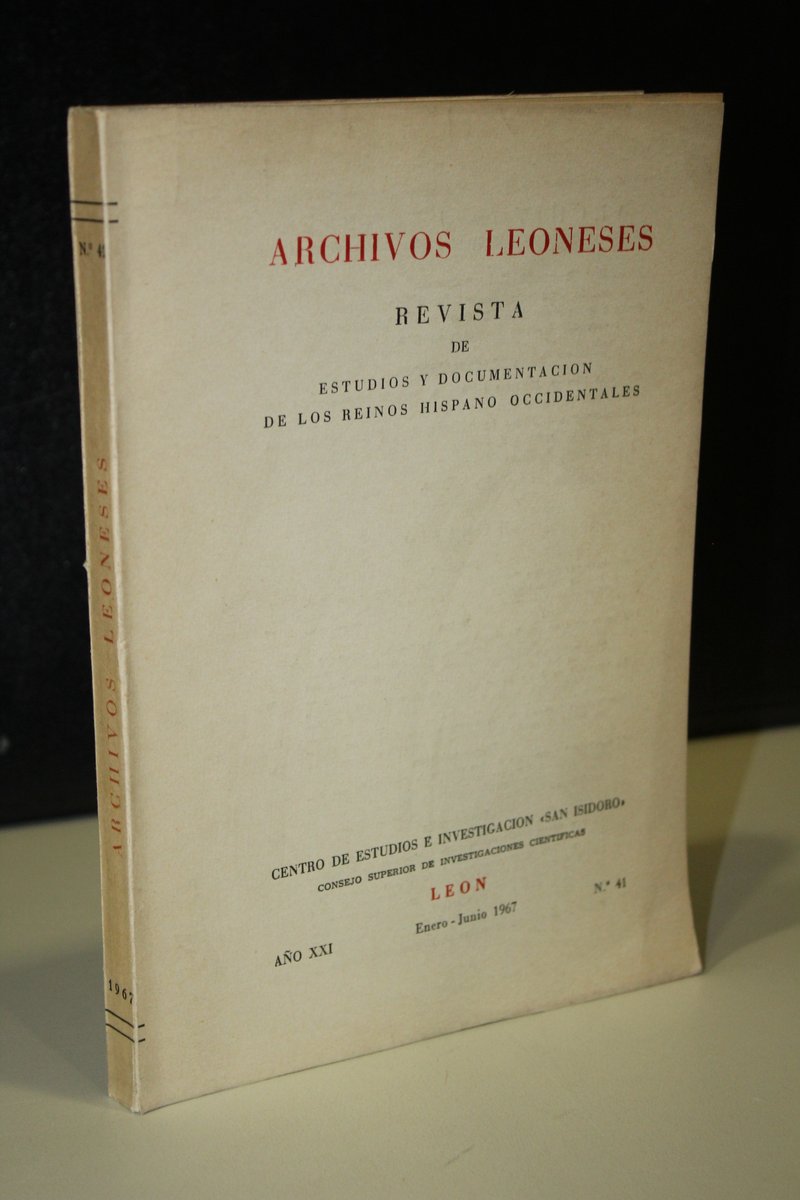 N.º 41
ARCHIVOS LEONESES
1967
ARCHIVOS LEONESES
REVISTA
DE
ESTUDIOS Y DOCUMENTACION
DE LOS REINOS HISPANO OCCIDENTALES
CENTRO DE ESTUDIOS E INVESTIGACION «SAN ISIDORO»
CONSEJO SUPERIOR DE INVESTIGACIONES CIENTIFICAS
LEON
AÑO XXI
Enero - Junio 1967
N.º 41